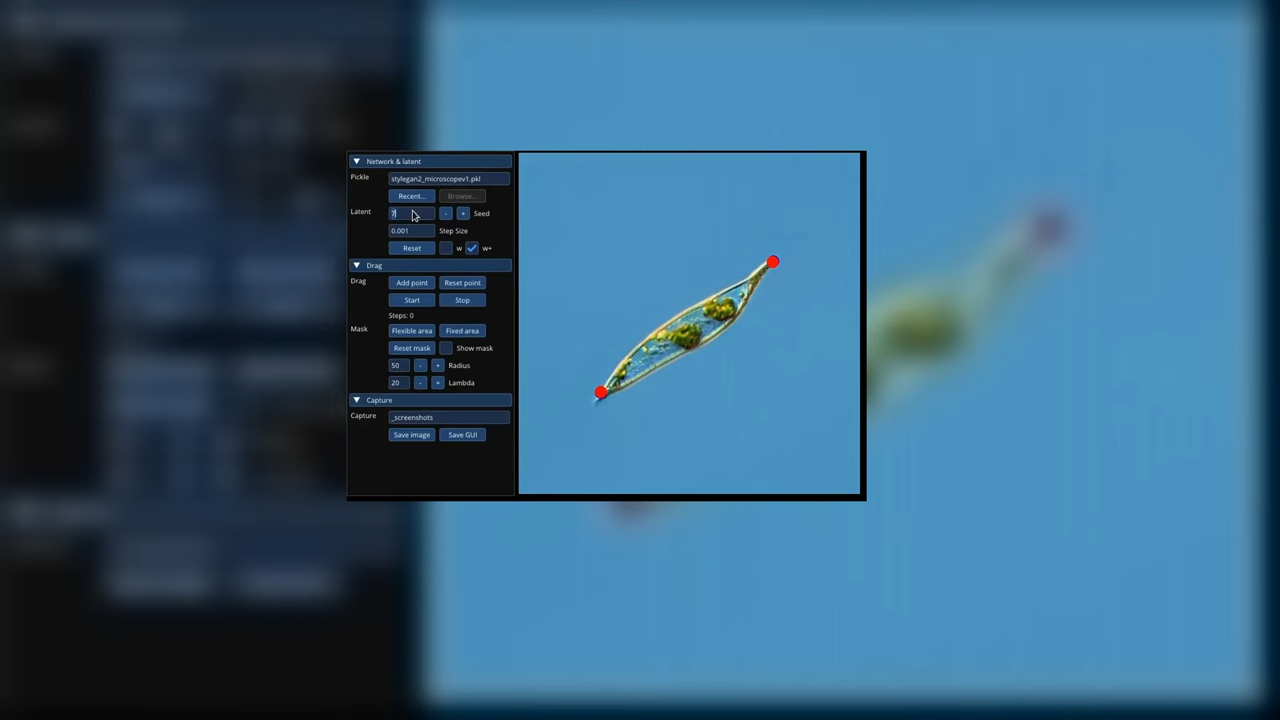 Network & latent
Pickle stylegan2_microscopev1.pkl
Recent... Browse...
Latent 7 - + Seed
0.001 Step Size
Reset w w+
Drag
Drag Add point Reset point
Start Stop
Steps: 0
Mask Flexible area Fixed area
Reset mask Show mask
50 - + Radius
20 - + Lambda
Capture
Capture _screenshots
Save image Save GUI